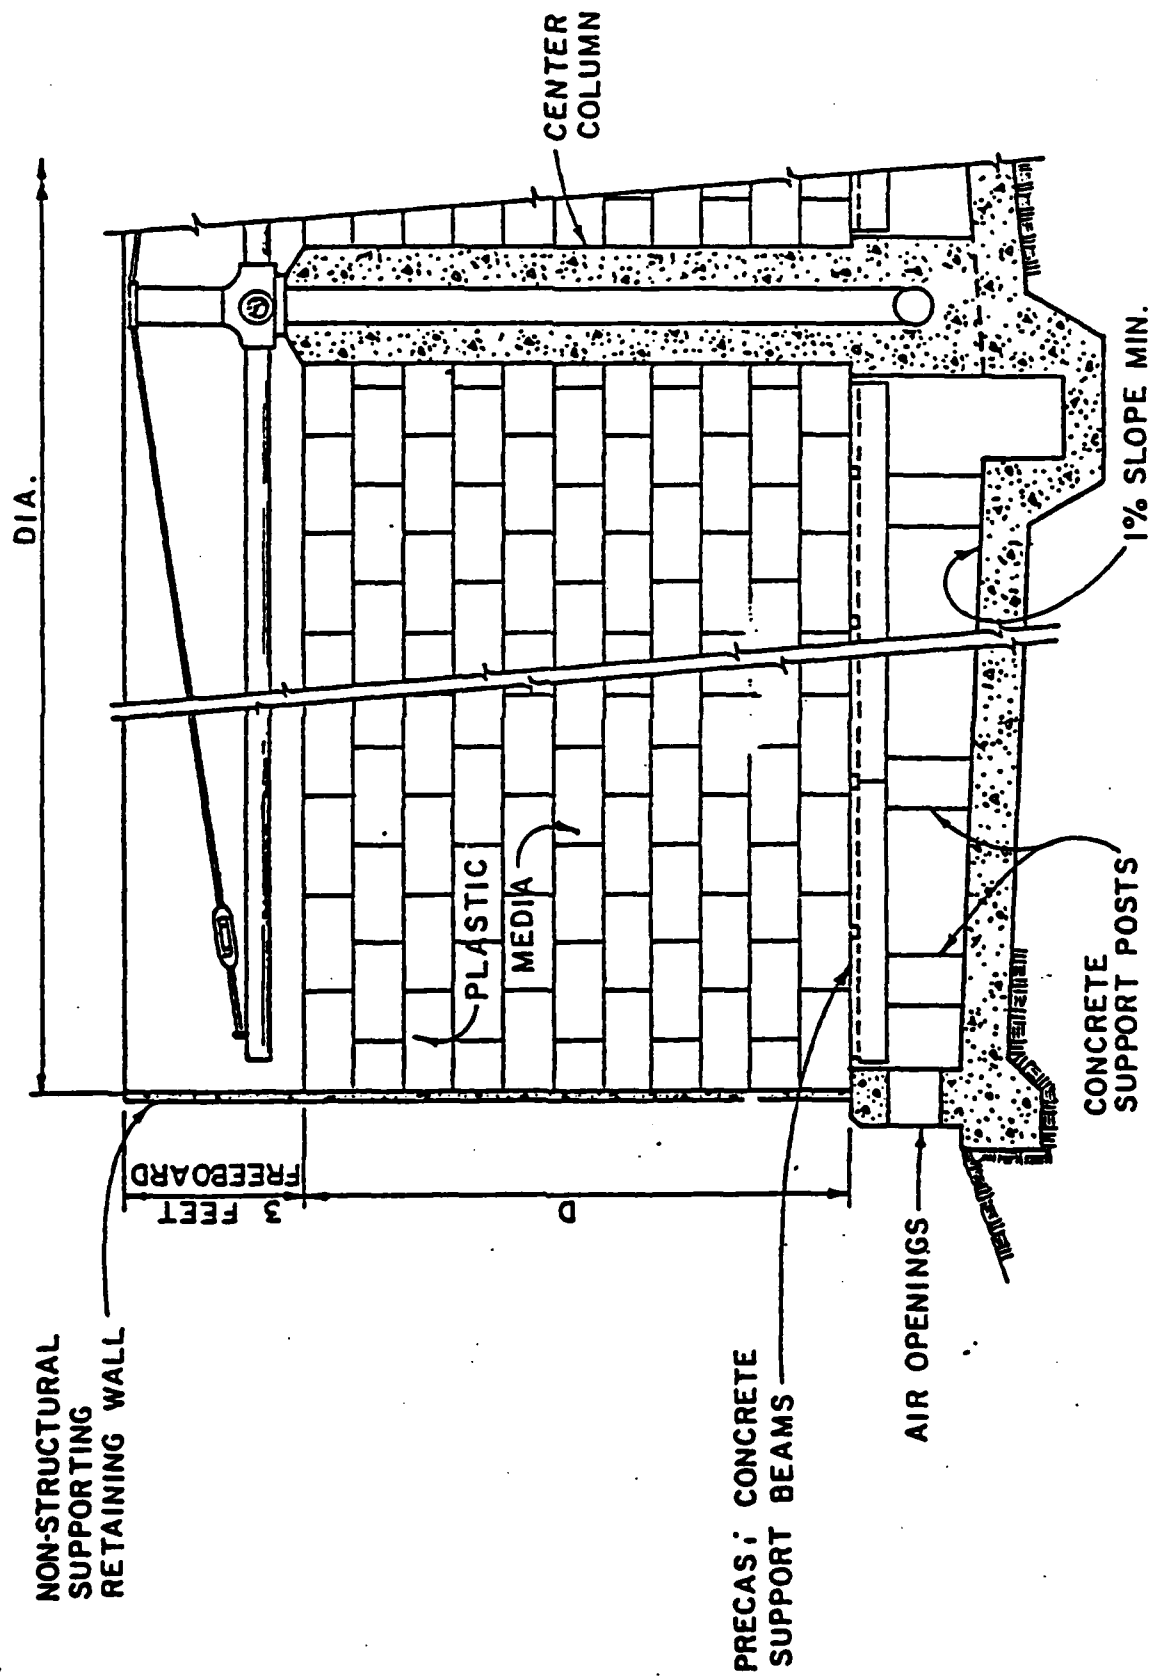 DIA.
CENTER
COLUMN
NON-STRUCTURAL
SUPPORTING
RETAINING WALL
3 FEET
FREEBOARD
PLASTIC
MEDIA
D
PRECAST CONCRETE
SUPPORT BEAMS
AIR OPENINGS
CONCRETE
SUPPORT POSTS
1% SLOPE MIN.